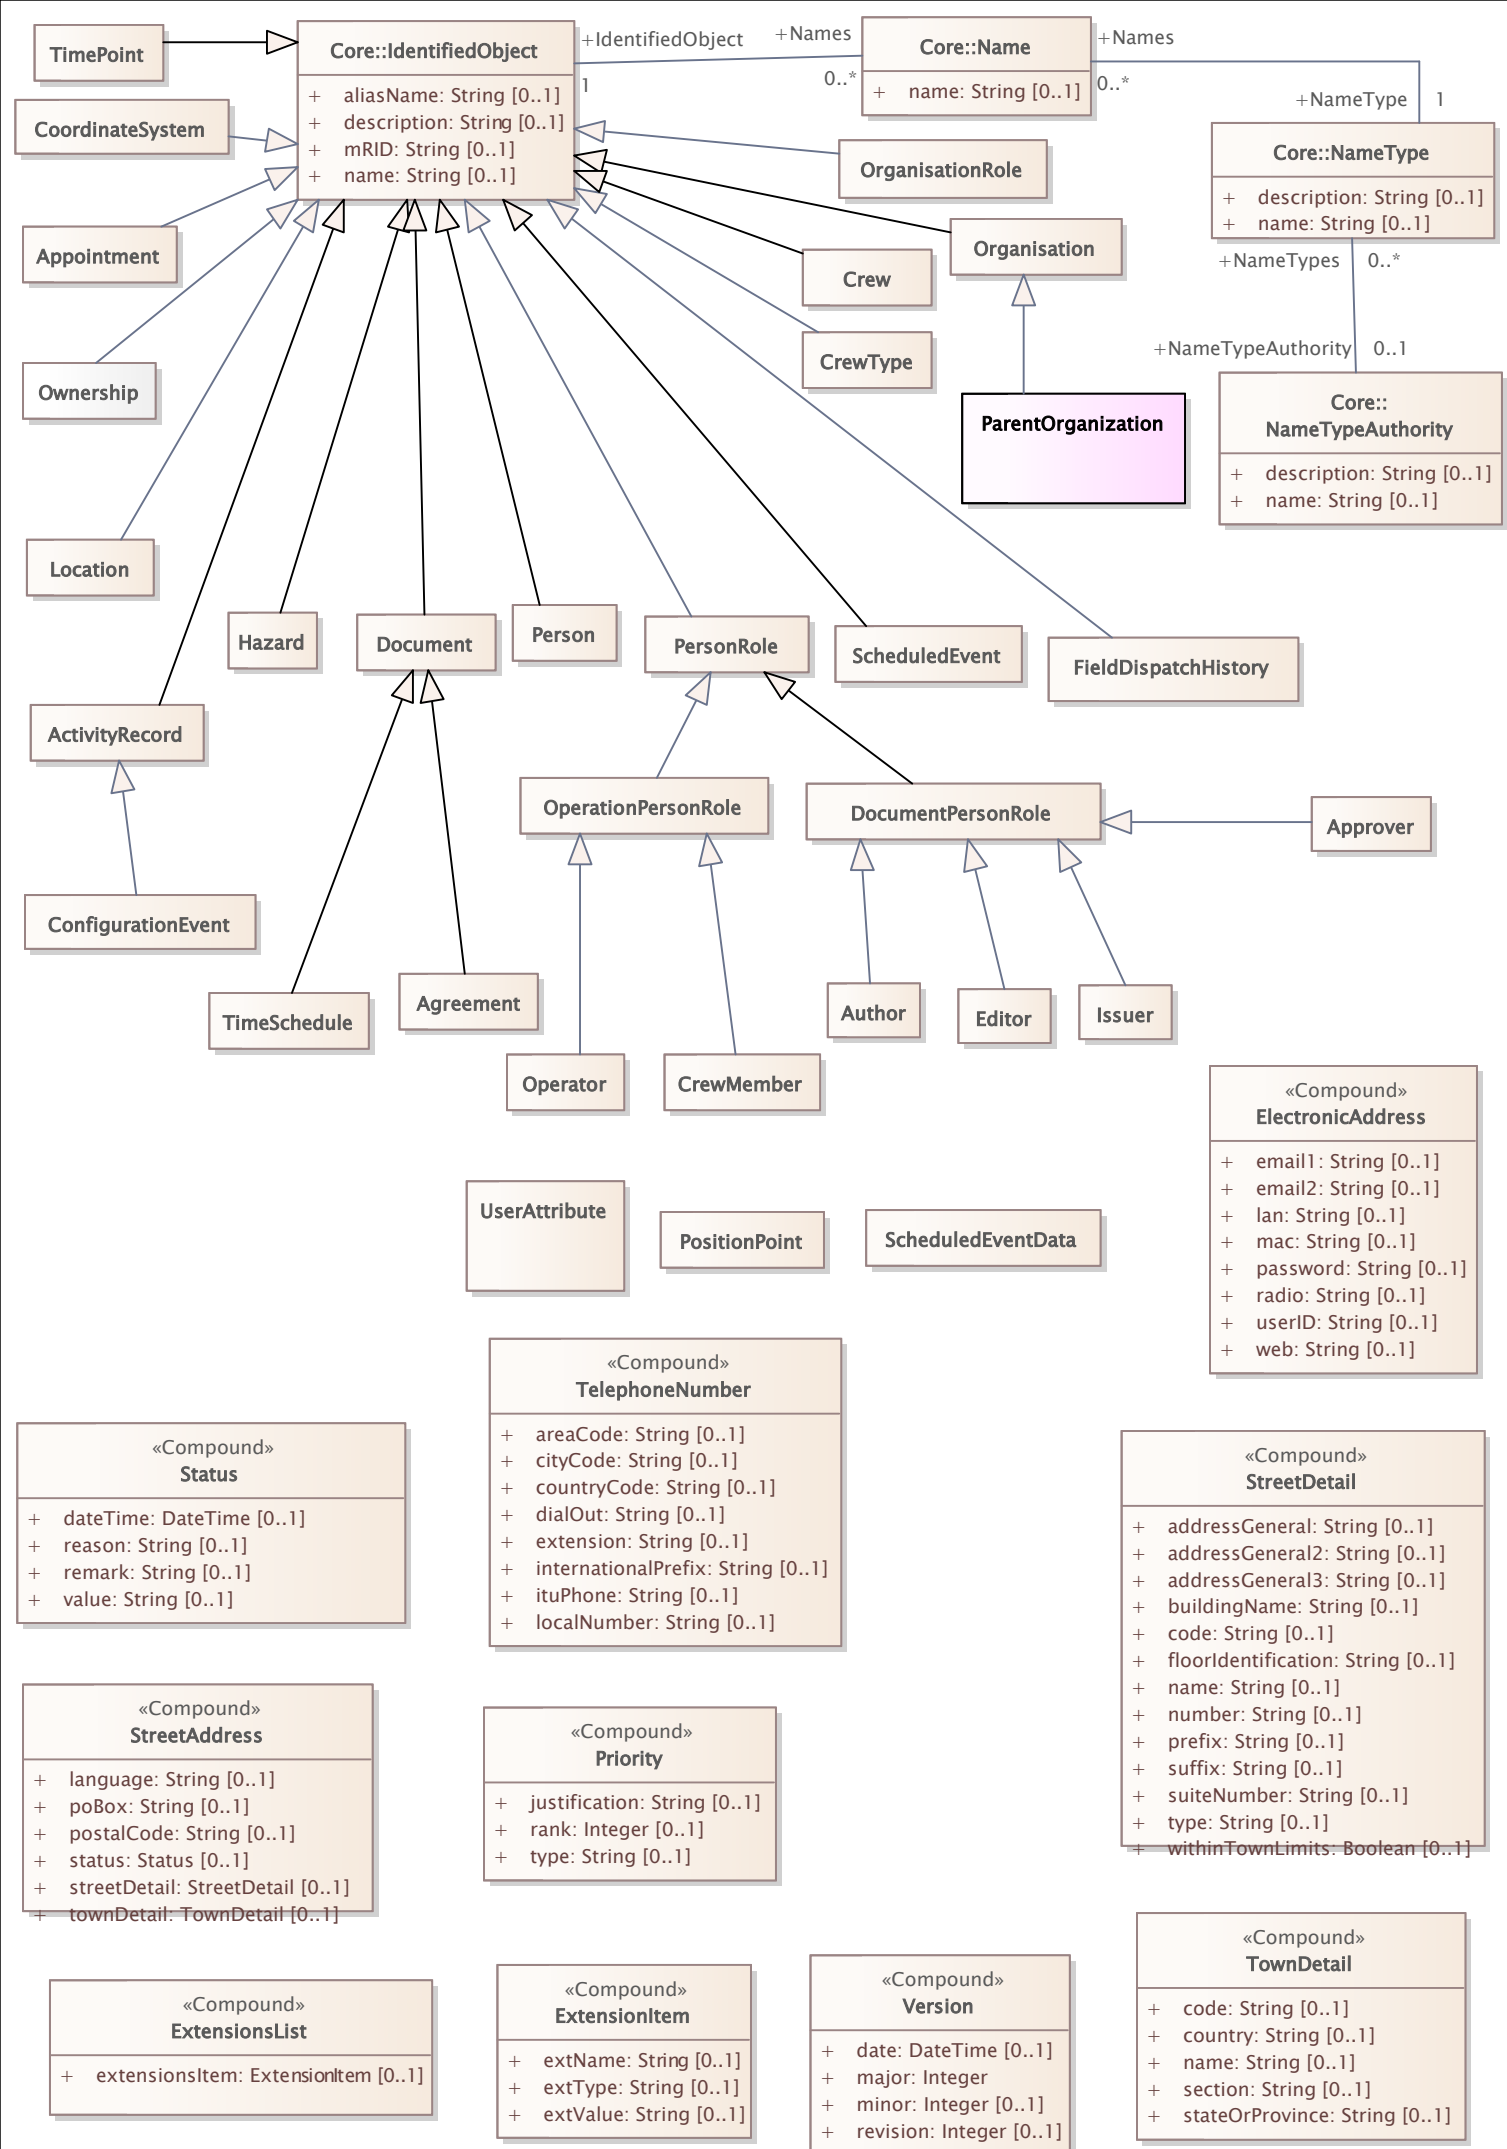 TimePoint
Core::IdentifiedObject
+ aliasName: String [0..1]
+ description: String [0..1]
+ mRID: String [0..1]
+ name: String [0..1]
+IdentifiedObject
1
+Names
0..*
Core::Name
+ name: String [0..1]
+Names
0..*
+NameType 1
Core::NameType
+ description: String [0..1]
+ name: String [0..1]
+NameTypes 0..*
+NameTypeAuthority 0..1
Core::
NameTypeAuthority
+ description: String [0..1]
+ name: String [0..1]
CoordinateSystem
OrganisationRole
Appointment
Organisation
Crew
CrewType
Ownership
ParentOrganization
Location
Hazard
Document
Person
PersonRole
ScheduledEvent
FieldDispatchHistory
ActivityRecord
OperationPersonRole
DocumentPersonRole
Approver
ConfigurationEvent
TimeSchedule
Agreement
Author
Editor
Issuer
Operator
CrewMember
«Compound»
ElectronicAddress
+ email1: String [0..1]
+ email2: String [0..1]
+ lan: String [0..1]
+ mac: String [0..1]
+ password: String [0..1]
+ radio: String [0..1]
+ userID: String [0..1]
+ web: String [0..1]
UserAttribute
PositionPoint
ScheduledEventData
«Compound»
TelephoneNumber
+ areaCode: String [0..1]
+ cityCode: String [0..1]
+ countryCode: String [0..1]
+ dialOut: String [0..1]
+ extension: String [0..1]
+ internationalPrefix: String [0..1]
+ ituPhone: String [0..1]
+ localNumber: String [0..1]
«Compound»
Status
+ dateTime: DateTime [0..1]
+ reason: String [0..1]
+ remark: String [0..1]
+ value: String [0..1]
«Compound»
StreetDetail
+ addressGeneral: String [0..1]
+ addressGeneral2: String [0..1]
+ addressGeneral3: String [0..1]
+ buildingName: String [0..1]
+ code: String [0..1]
+ floorIdentification: String [0..1]
+ name: String [0..1]
+ number: String [0..1]
+ prefix: String [0..1]
+ suffix: String [0..1]
+ suiteNumber: String [0..1]
+ type: String [0..1]
+ withinTownLimits: Boolean [0..1]
«Compound»
StreetAddress
+ language: String [0..1]
+ poBox: String [0..1]
+ postalCode: String [0..1]
+ status: Status [0..1]
+ streetDetail: StreetDetail [0..1]
+ townDetail: TownDetail [0..1]
«Compound»
Priority
+ justification: String [0..1]
+ rank: Integer [0..1]
+ type: String [0..1]
«Compound»
TownDetail
+ code: String [0..1]
+ country: String [0..1]
+ name: String [0..1]
+ section: String [0..1]
+ stateOrProvince: String [0..1]
«Compound»
ExtensionsList
+ extensionsItem: ExtensionItem [0..1]
«Compound»
ExtensionItem
+ extName: String [0..1]
+ extType: String [0..1]
+ extValue: String [0..1]
«Compound»
Version
+ date: DateTime [0..1]
+ major: Integer
+ minor: Integer [0..1]
+ revision: Integer [0..1]